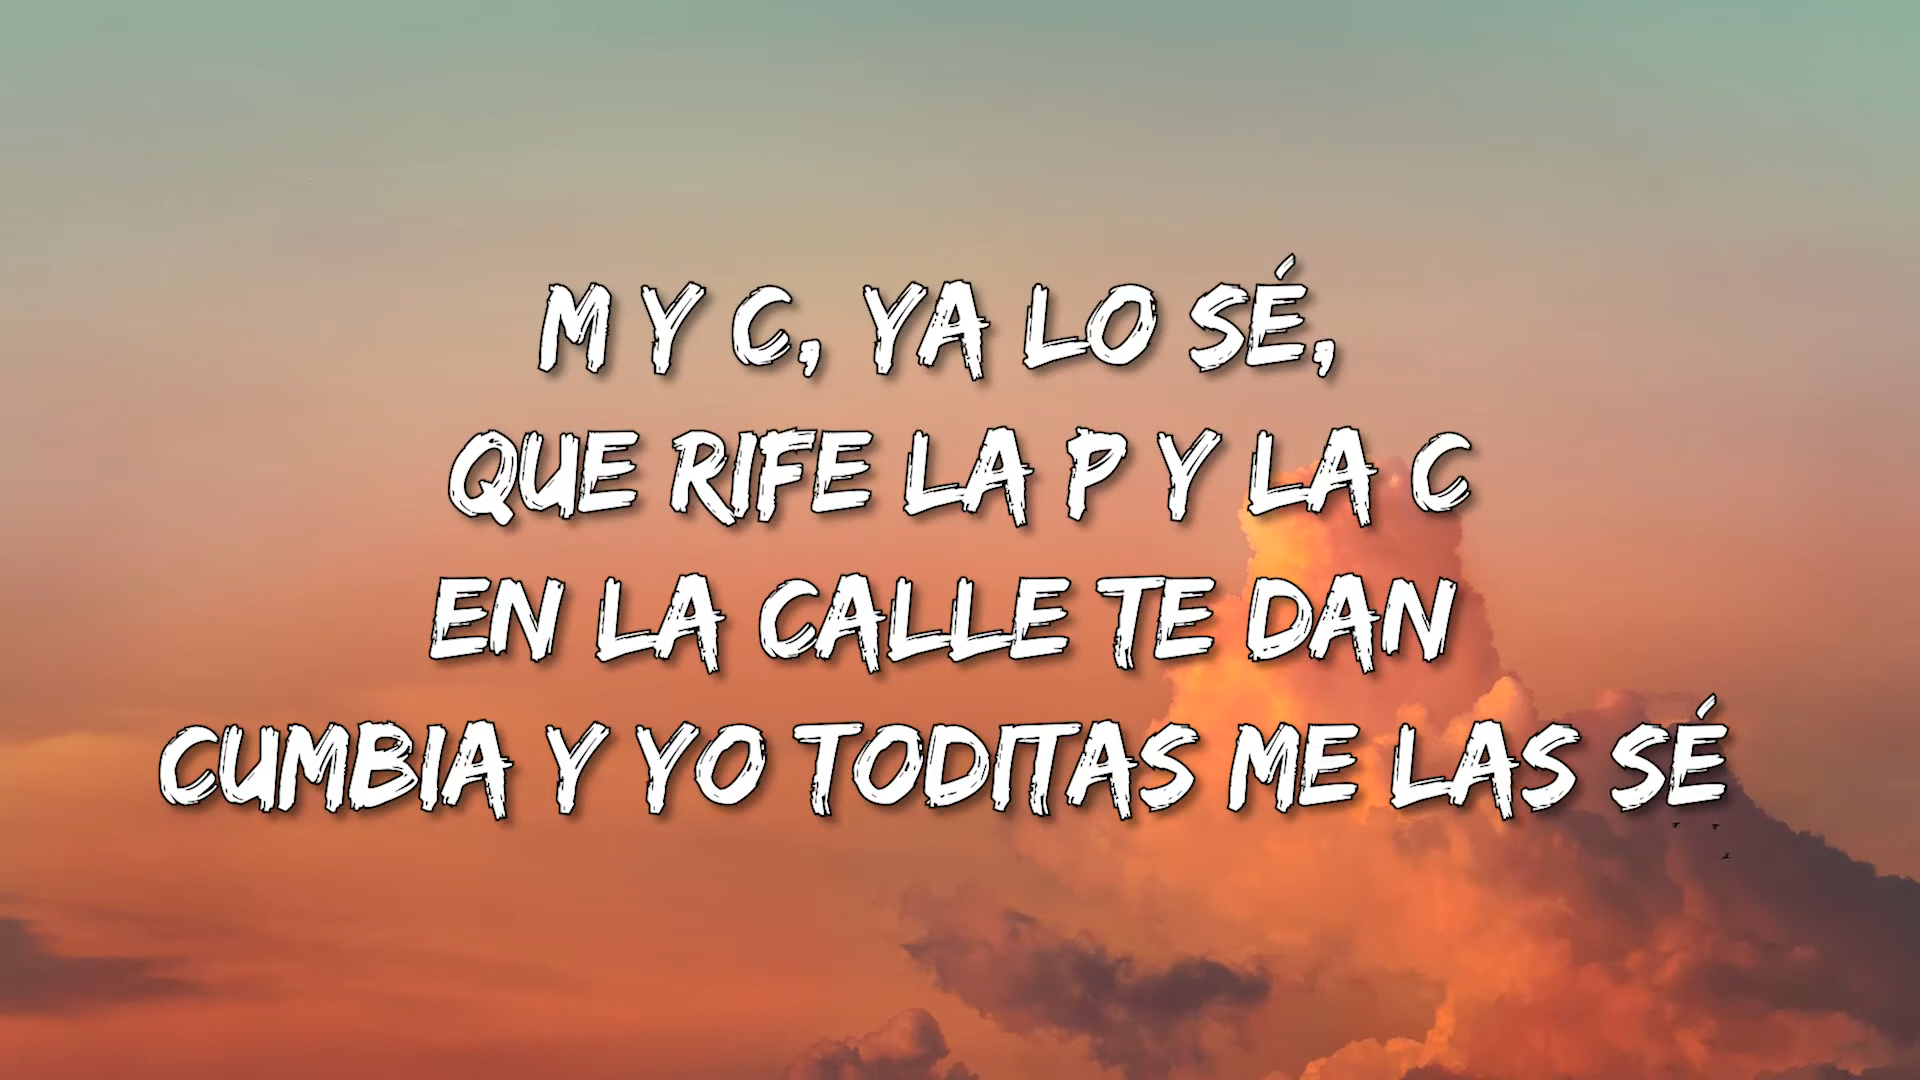 M Y C, YA LO SÉ,
QUE RIFE LA P Y LA C
EN LA CALLE TE DAN
CUMBIA Y YO TODITAS ME LAS SÉ